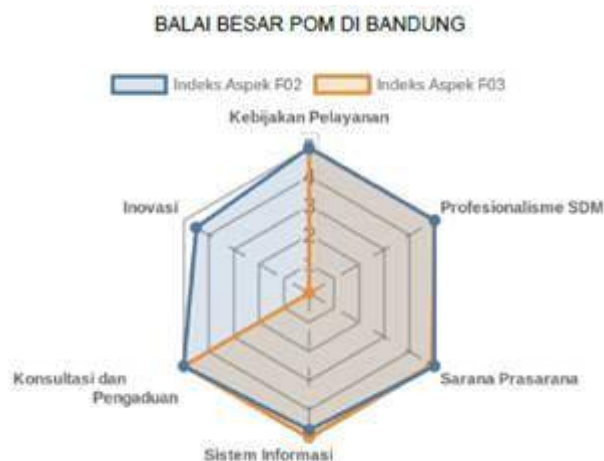 BALAI BESAR POM DI BANDUNG
Indeks Aspek F02 Indeks Aspek F03
Kebijakan Pelayanan
4
Inovasi
3
Profesionalisme SDM
2
1
Konsultasi dan
Pengaduan
Sarana Prasarana
Sistem Informasi